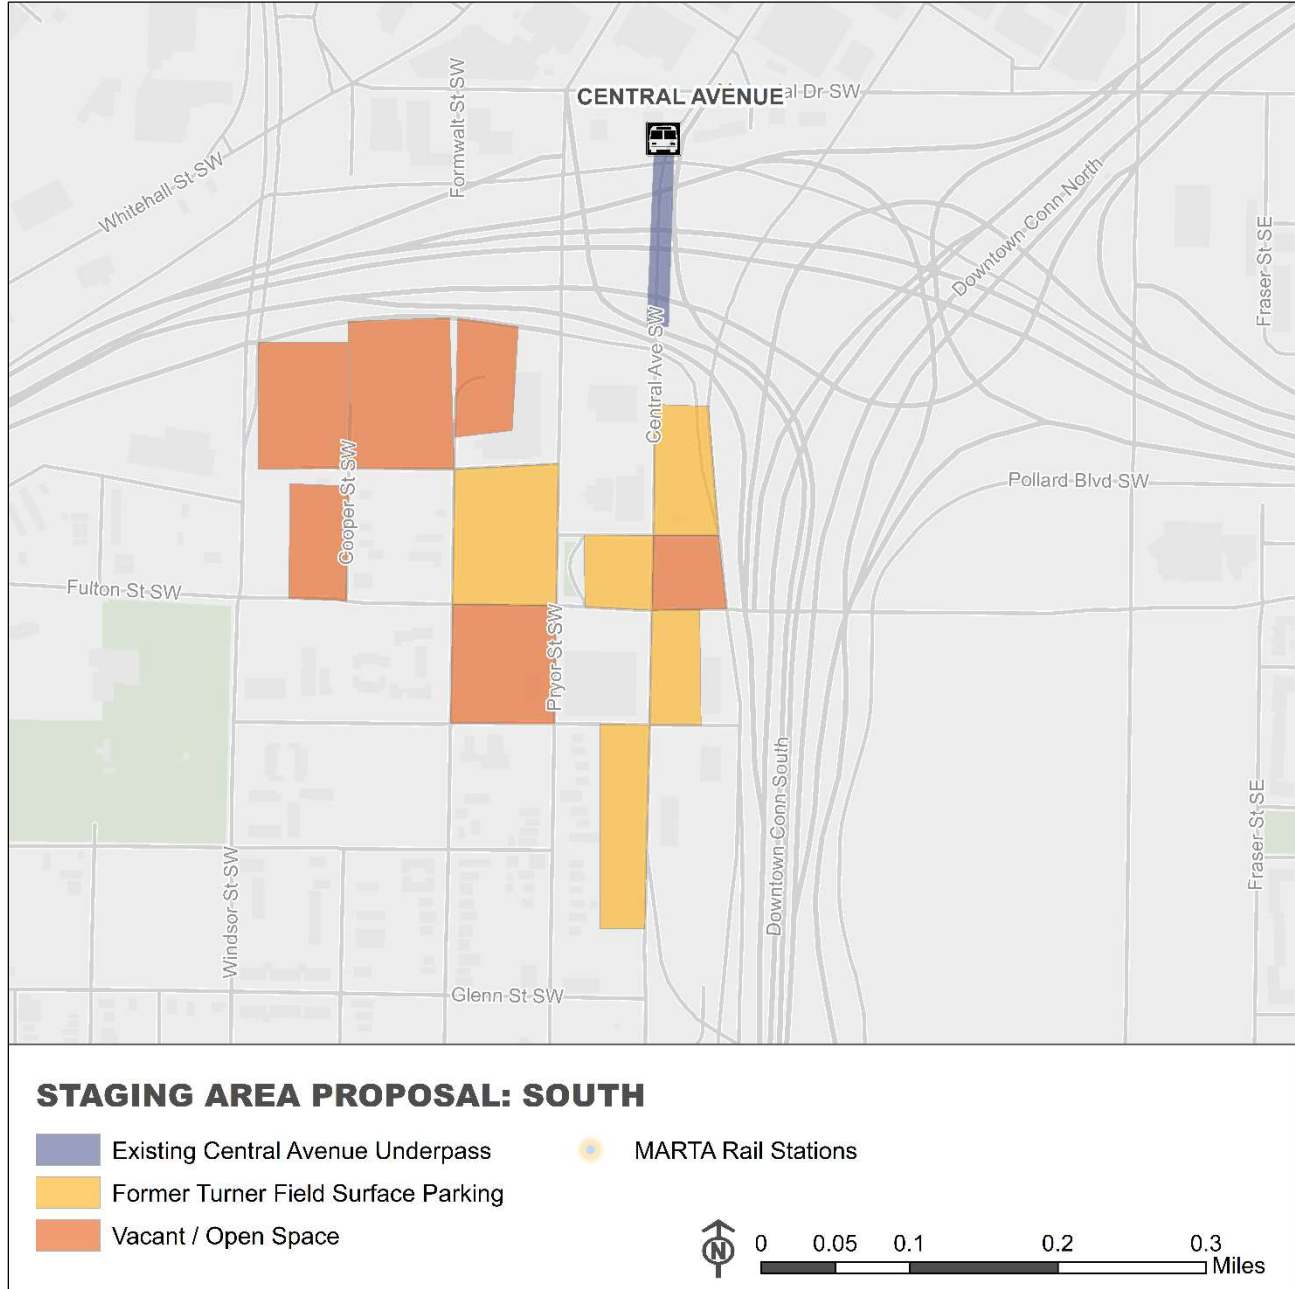 CENTRAL AVENUE
al Dr SW
Formwalt St SW
Whitehall St SW
Downtown Conn North
Fraser St SE
Central Ave SW
Pollard Blvd SW
Cooper St SW
Fulton St SW
Pryor St SW
Downtown Conn South
Windsor St SW
Fraser St SE
Glenn St SW
STAGING AREA PROPOSAL: SOUTH
Existing Central Avenue Underpass
MARTA Rail Stations
Former Turner Field Surface Parking
Vacant / Open Space
N
0 0.05 0.1 0.2 0.3
Miles